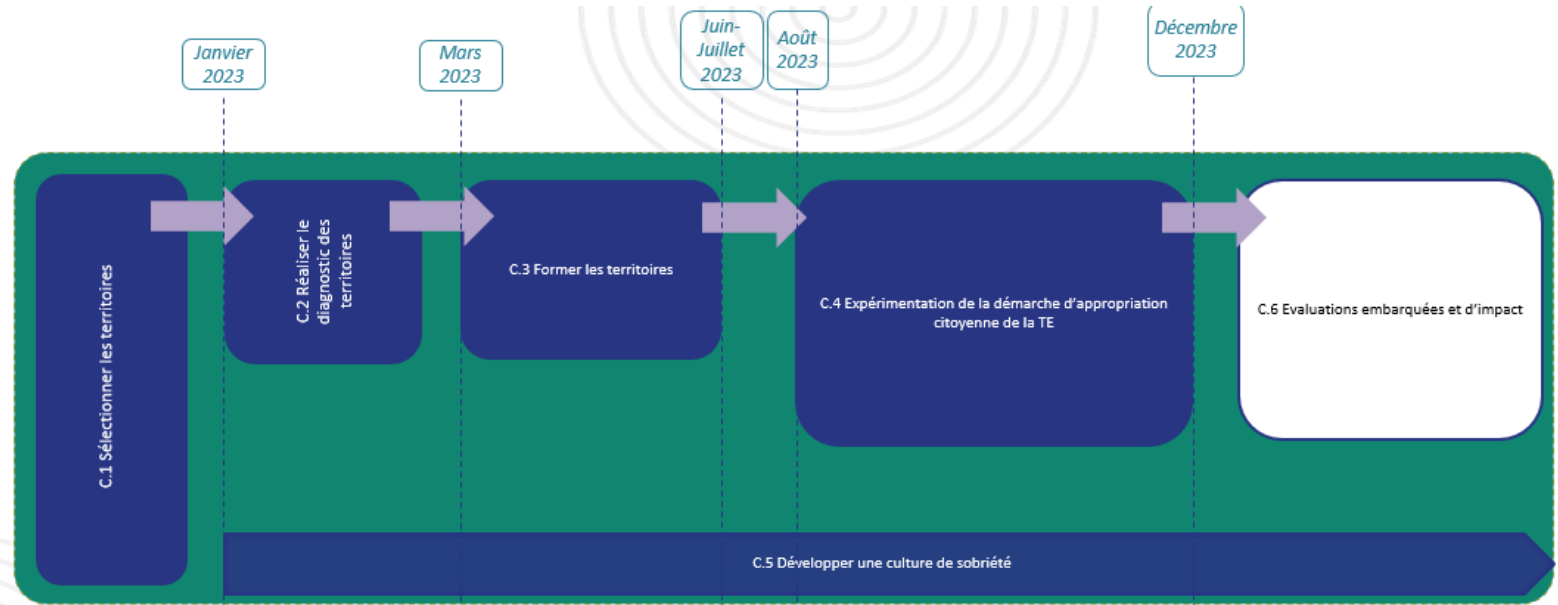 Janvier
2023
Mars
2023
Juin-
Juillet
2023
Août
2023
Décembre
2023
C.1 Sélectionner les territoires
C.2 Réaliser le
diagnostic des
territoires
C.3 Former les territoires
C.4 Expérimentation de la démarche d'appropriation
citoyenne de la TE
C.6 Evaluations embarquées et d'impact
C.5 Développer une culture de sobriété